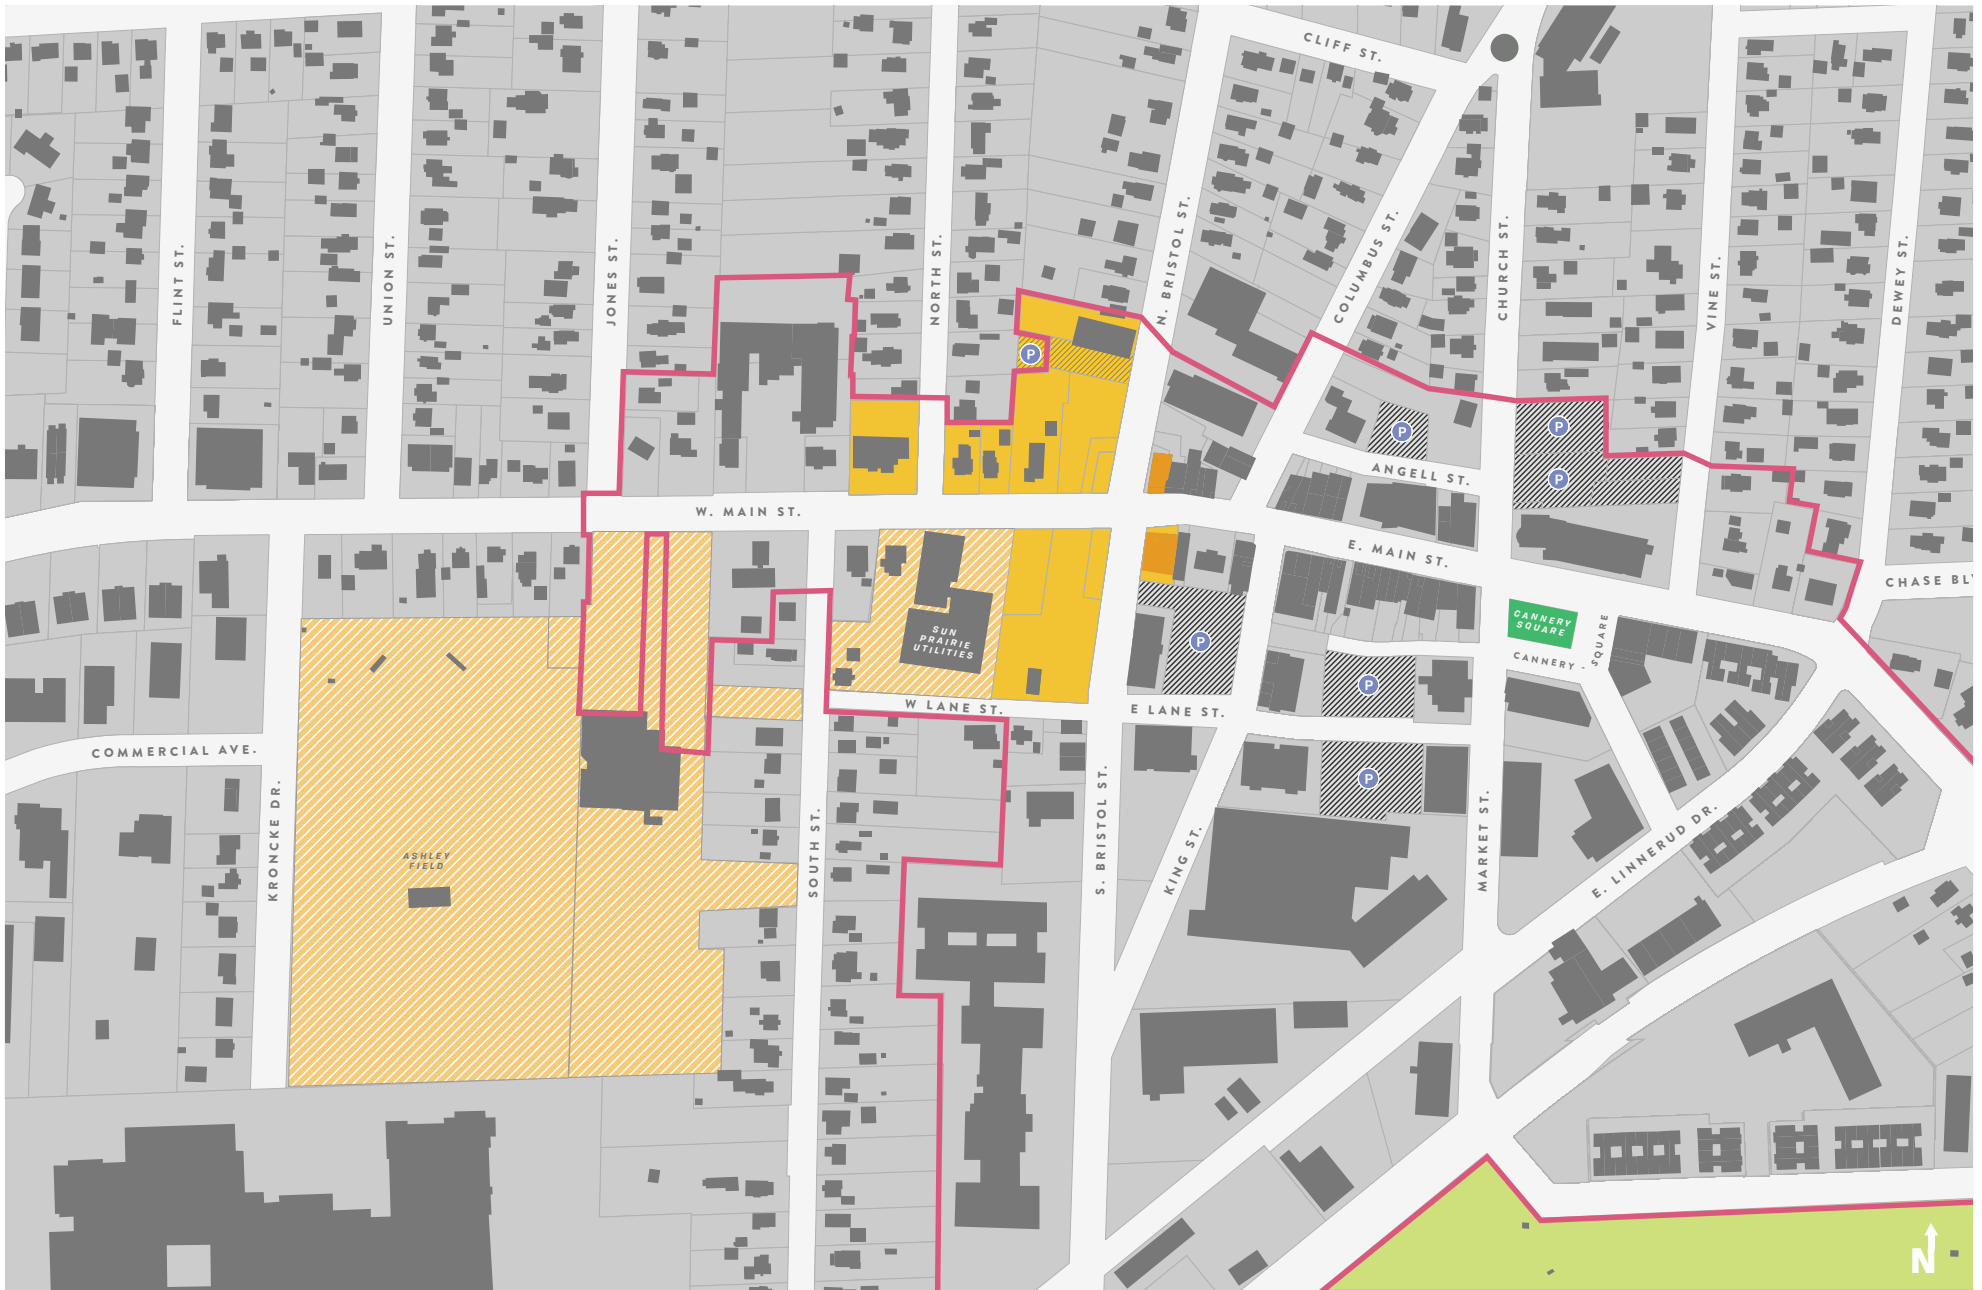 CLIFF ST.
FLINT ST.
UNION ST.
JONES ST.
NORTH ST.
N. BRISTOL ST.
COLUMBUS ST.
CHURCH ST.
VINE ST.
DEWEY ST.
P
P
P
P
ANGELL ST.
W. MAIN ST.
E. MAIN ST.
CHASE BLV
CANNERY
SQUARE
CANNERY - SQUARE
SUN
PRAIRIE
UTILITIES
P
P
W LANE ST.
E LANE ST.
COMMERCIAL AVE.
P
KRONCKE DR.
ASHLEY
FIELD
SOUTH ST.
S. BRISTOL ST.
KING ST.
MARKET ST.
E. LINNERUD DR.
N